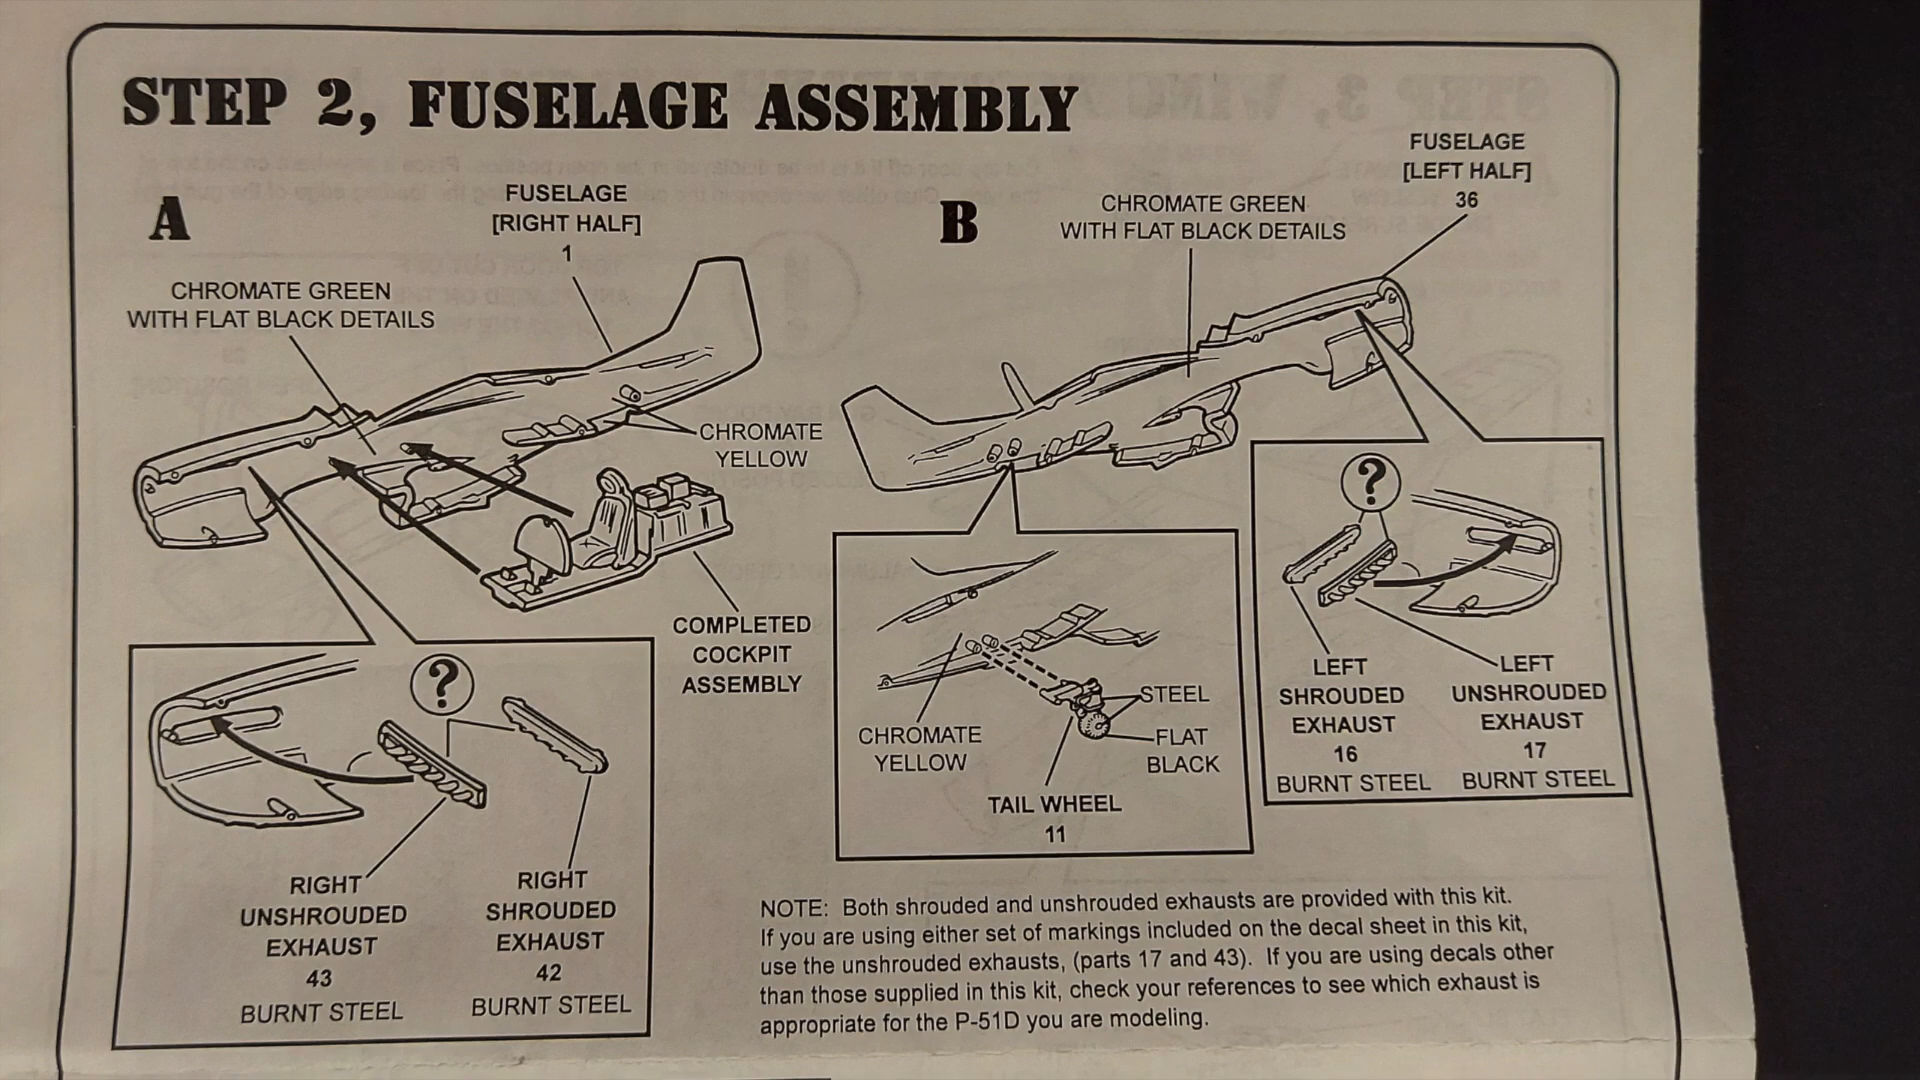 STEP 2, FUSELAGE ASSEMBLY
A
FUSELAGE
[RIGHT HALF]
1
CHROMATE GREEN
WITH FLAT BLACK DETAILS
CHROMATE
YELLOW
COMPLETED
COCKPIT
ASSEMBLY
?
RIGHT
UNSHROUDED
EXHAUST
43
BURNT STEEL
RIGHT
SHROUDED
EXHAUST
42
BURNT STEEL
B
CHROMATE GREEN
WITH FLAT BLACK DETAILS
FUSELAGE
[LEFT HALF]
36
CHROMATE
YELLOW
STEEL
FLAT
BLACK
TAIL WHEEL
11
?
LEFT
SHROUDED
EXHAUST
16
BURNT STEEL
LEFT
UNSHROUDED
EXHAUST
17
BURNT STEEL
NOTE: Both shrouded and unshrouded exhausts are provided with this kit.
If you are using either set of markings included on the decal sheet in this kit,
use the unshrouded exhausts, (parts 17 and 43). If you are using decals other
than those supplied in this kit, check your references to see which exhaust is
appropriate for the P-51D you are modeling.